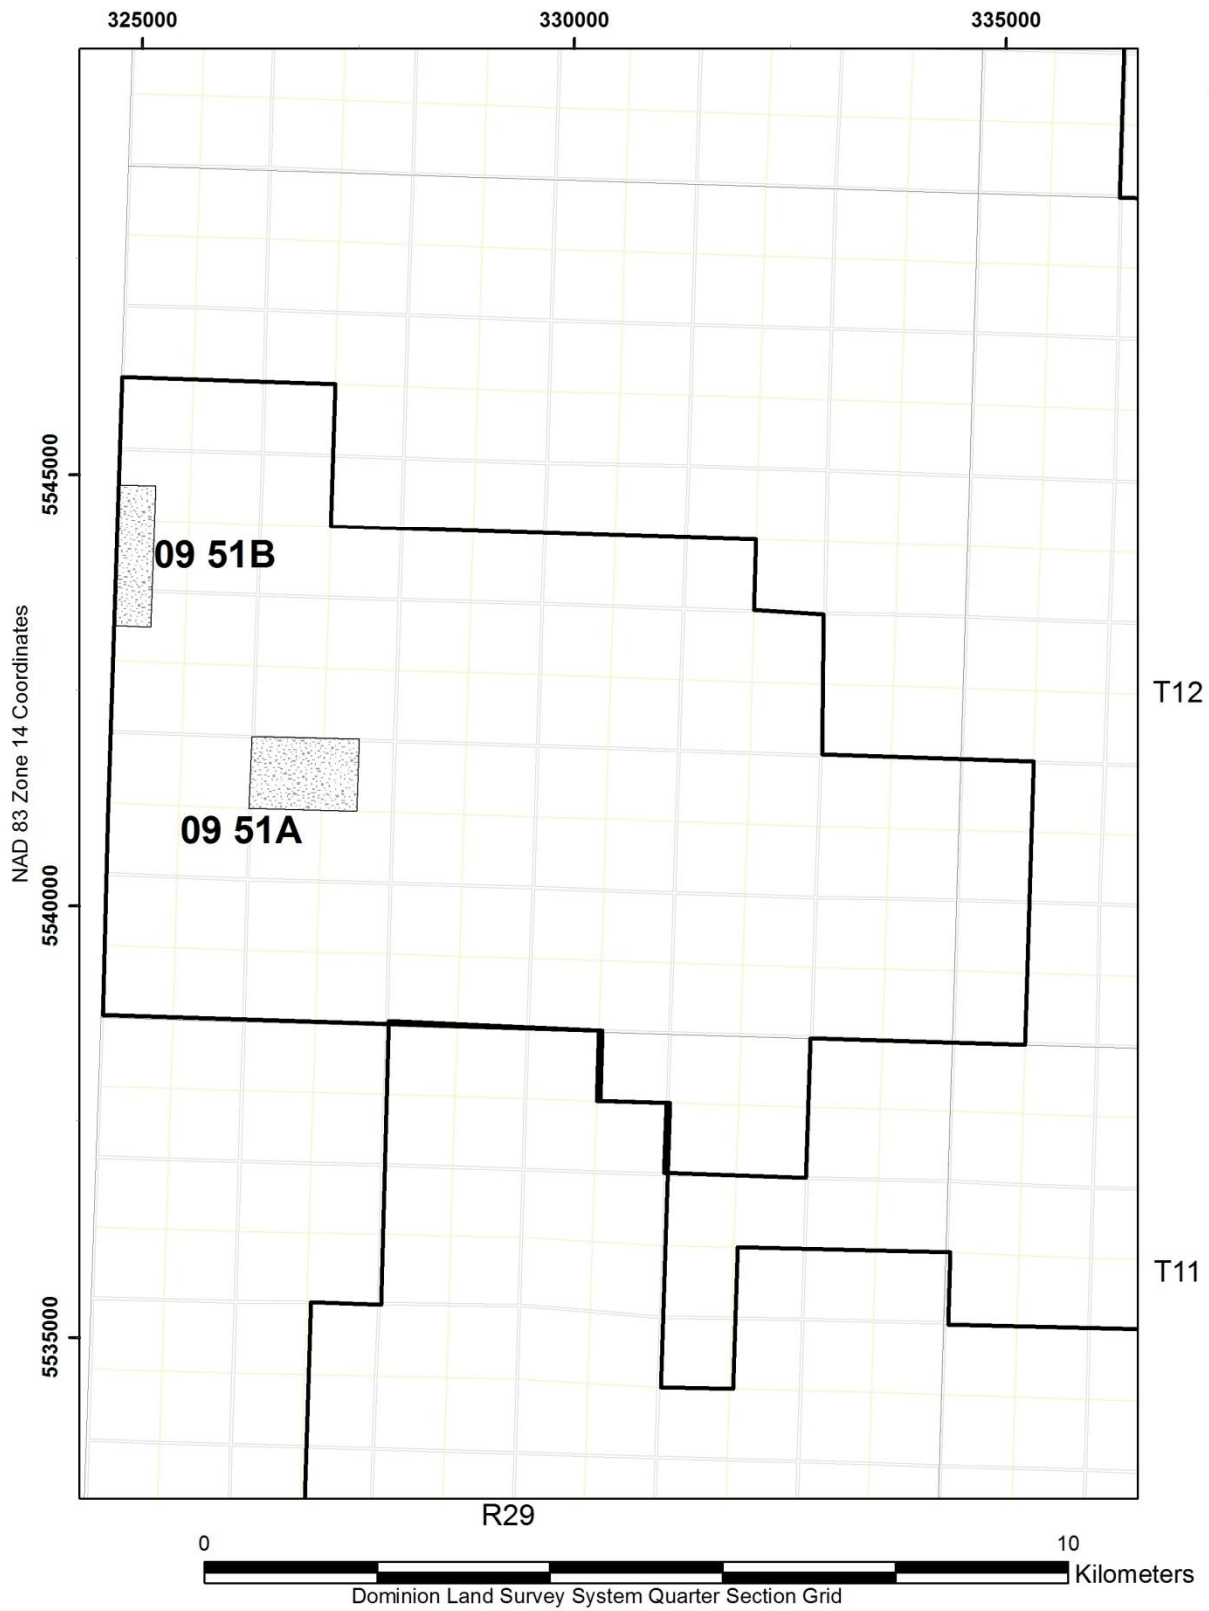 325000 330000 335000
5545000
09 51B
NAD 83 Zone 14 Coordinates
T12
09 51A
5540000
T11
5535000
R29
0 10
Kilometers
Dominion Land Survey System Quarter Section Grid